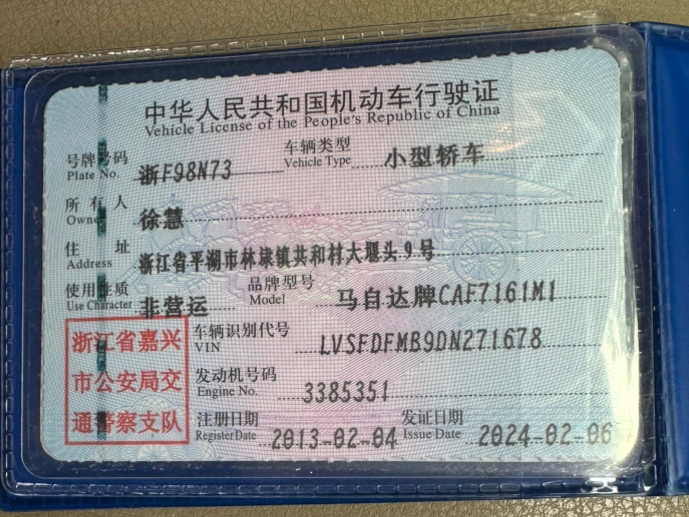 中华人民共和国机动车行驶证
Vehicle License of the People's Republic of China
号牌号码 浙F98N73 车辆类型 小型轿车
Plate No. Vehicle Type
所有人 徐慧
Owner
住址 浙江省平湖市林埭镇共和村大堰头9号
Address
使用性质 非营运 品牌型号 马自达牌CAF7161M1
Use Character Model
浙江省嘉兴
市公安局交
通警察支队
车辆识别代号 LVSFDFMB9DN271678
VIN
发动机号码 3385351
Engine No.
注册日期 2013-02-04 发证日期 2024-02-06
Register Date Issue Date